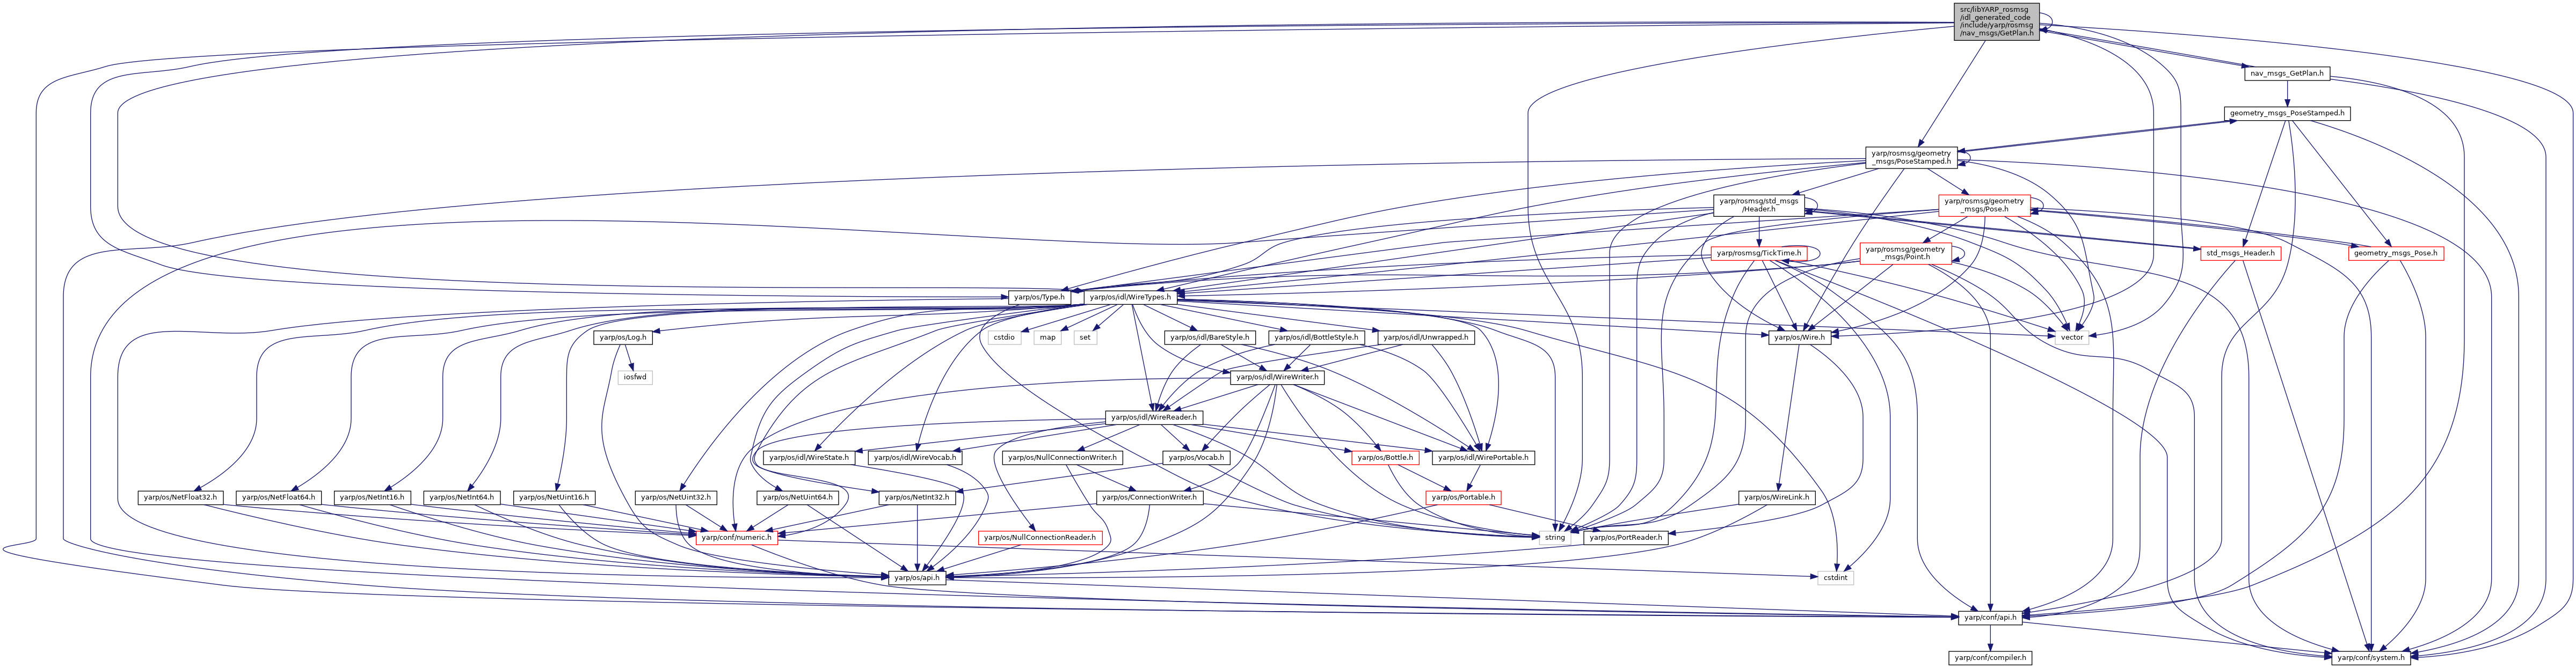 src/libYARP_rosmsg
/idl_generated_code
/include/yarp/rosmsg
/nav_msgs/GetPlan.h
nav_msgs_GetPlan.h
geometry_msgs_PoseStamped.h
yarp/rosmsg/geometry
_msgs/PoseStamped.h
yarp/rosmsg/std_msgs
/Header.h
yarp/rosmsg/geometry
_msgs/Pose.h
yarp/rosmsg/TickTime.h
yarp/rosmsg/geometry
_msgs/Point.h
std_msgs_Header.h
geometry_msgs_Pose.h
yarp/os/Type.h
yarp/os/idl/WireTypes.h
yarp/os/Log.h
cstdio
map
set
yarp/os/idl/BareStyle.h
yarp/os/idl/BottleStyle.h
yarp/os/idl/Unwrapped.h
yarp/os/Wire.h
vector
iosfwd
yarp/os/idl/WireWriter.h
yarp/os/idl/WireReader.h
yarp/os/idl/WireState.h
yarp/os/idl/WireVocab.h
yarp/os/NullConnectionWriter.h
yarp/os/Vocab.h
yarp/os/Bottle.h
yarp/os/idl/WirePortable.h
yarp/os/NetFloat32.h
yarp/os/NetFloat64.h
yarp/os/NetInt16.h
yarp/os/NetInt64.h
yarp/os/NetUint16.h
yarp/os/NetUint32.h
yarp/os/NetUint64.h
yarp/os/NetInt32.h
yarp/os/ConnectionWriter.h
yarp/os/Portable.h
yarp/os/WireLink.h
yarp/conf/numeric.h
yarp/os/NullConnectionReader.h
string
yarp/os/PortReader.h
yarp/os/api.h
cstdint
yarp/conf/api.h
yarp/conf/compiler.h
yarp/conf/system.h